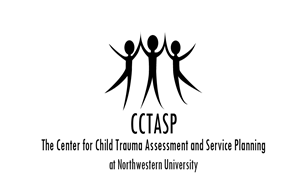 CCTASP
The Center for Child Trauma Assessment and Service Planning
at Northwestern University